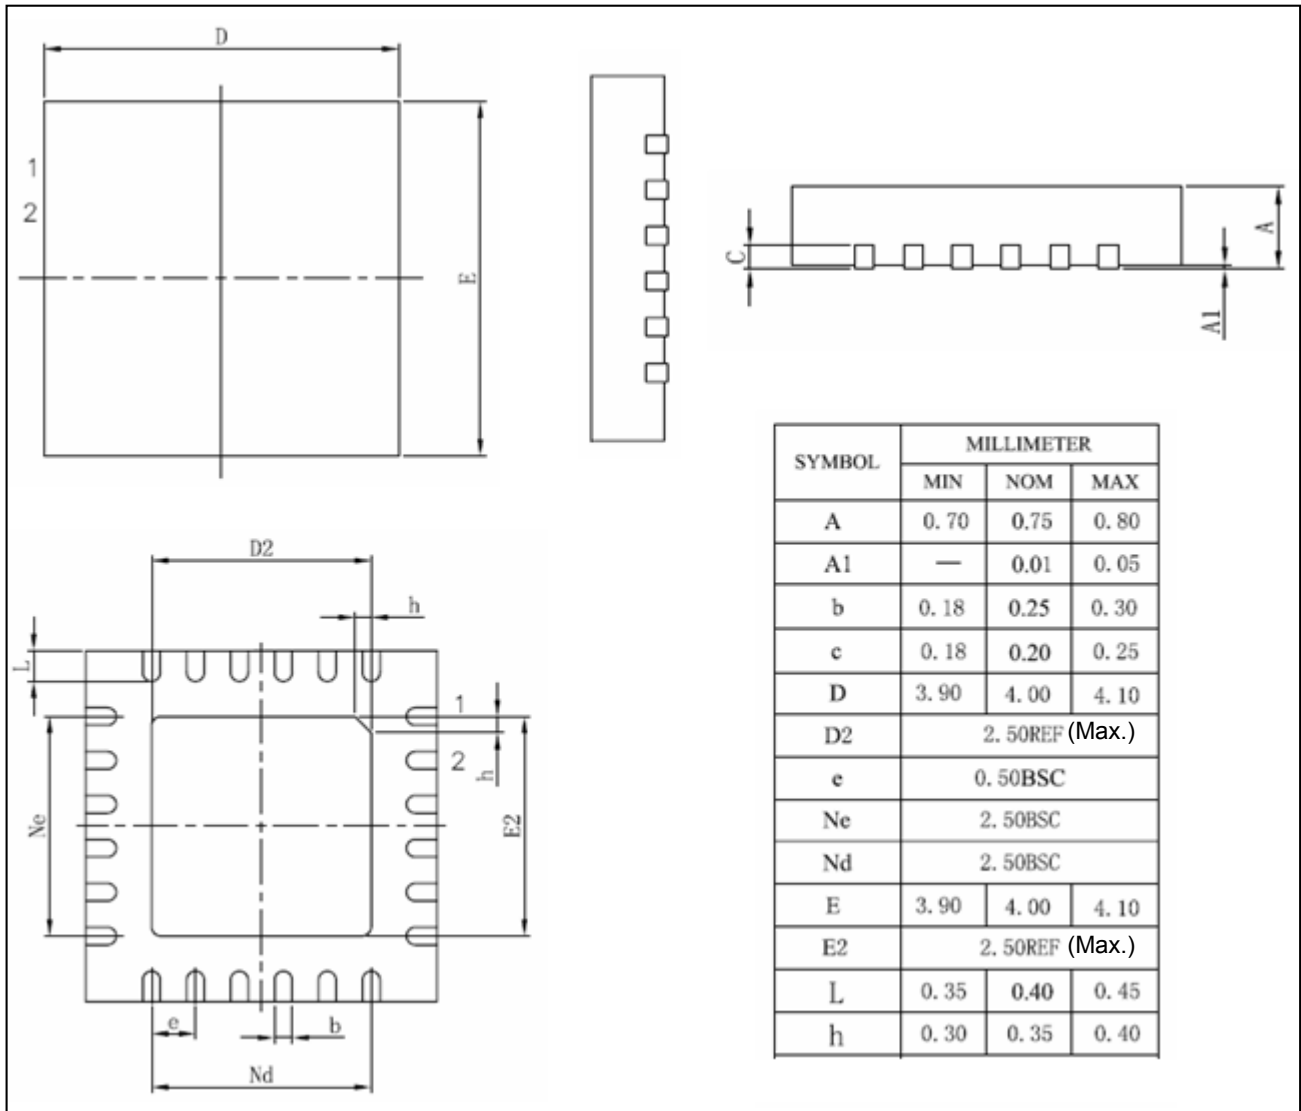 D
1
2
E
C
A
A1
D2
h
L
1
2
h
Ne
E2
e
b
Nd
SYMBOL MILLIMETER
MIN NOM MAX
A 0.70 0.75 0.80
A1 — 0.01 0.05
b 0.18 0.25 0.30
c 0.18 0.20 0.25
D 3.90 4.00 4.10
D2 2.50REF (Max.)
e 0.50BSC
Ne 2.50BSC
Nd 2.50BSC
E 3.90 4.00 4.10
E2 2.50REF (Max.)
L 0.35 0.40 0.45
h 0.30 0.35 0.40